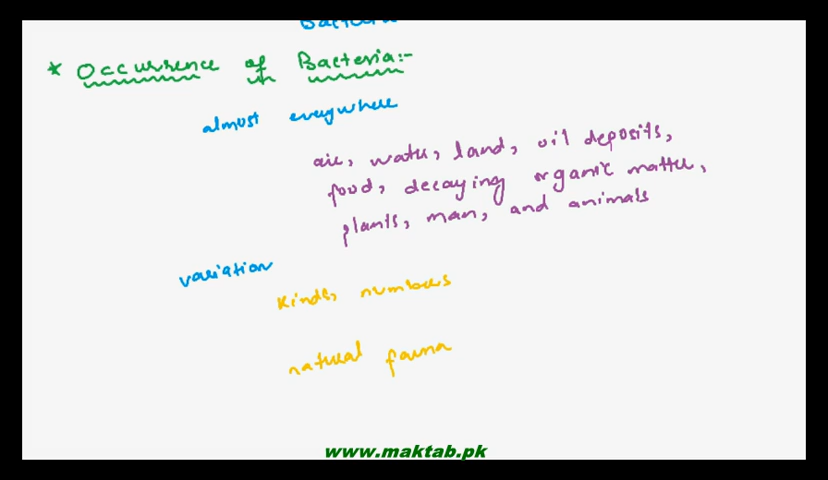 Bacteria
* Occurrence of Bacteria:-
almost everywhere
air, water, land, oil deposits,
food, decaying organic matter,
plants, man, and animals
variation
kinds, numbers
natural fauna
www.maktab.pk